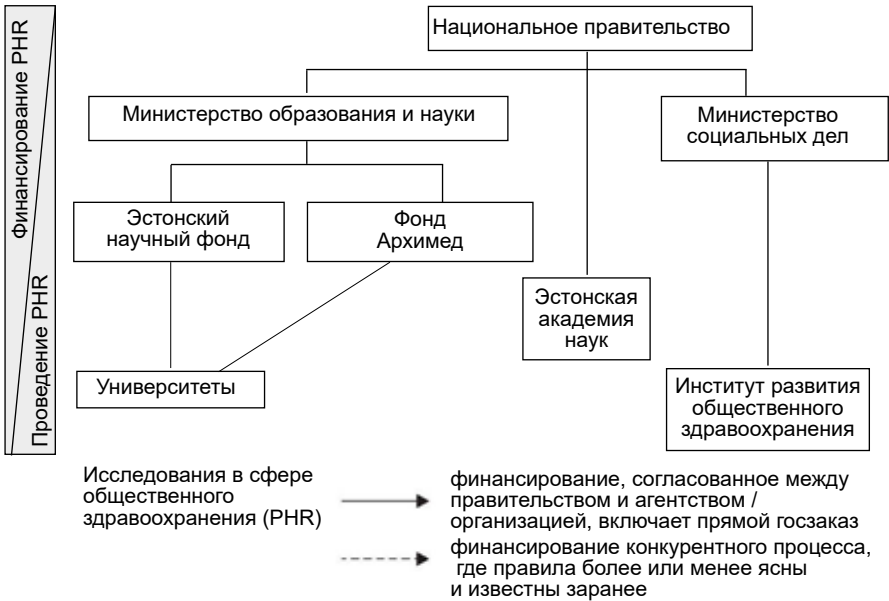 Финансирование PHR
Проведение PHR
Национальное правительство
Министерство образования и науки
Министерство
социальных дел
Эстонский
научный фонд
Фонд
Архимед
Эстонская
академия
наук
Университеты
Институт развития
общественного
здравоохранения
Исследования в сфере
общественного
здравоохранения (PHR)
финансирование, согласованное между
правительством и агентством /
организацией, включает прямой госзаказ
финансирование конкурентного процесса,
где правила более или менее ясны
и известны заранее